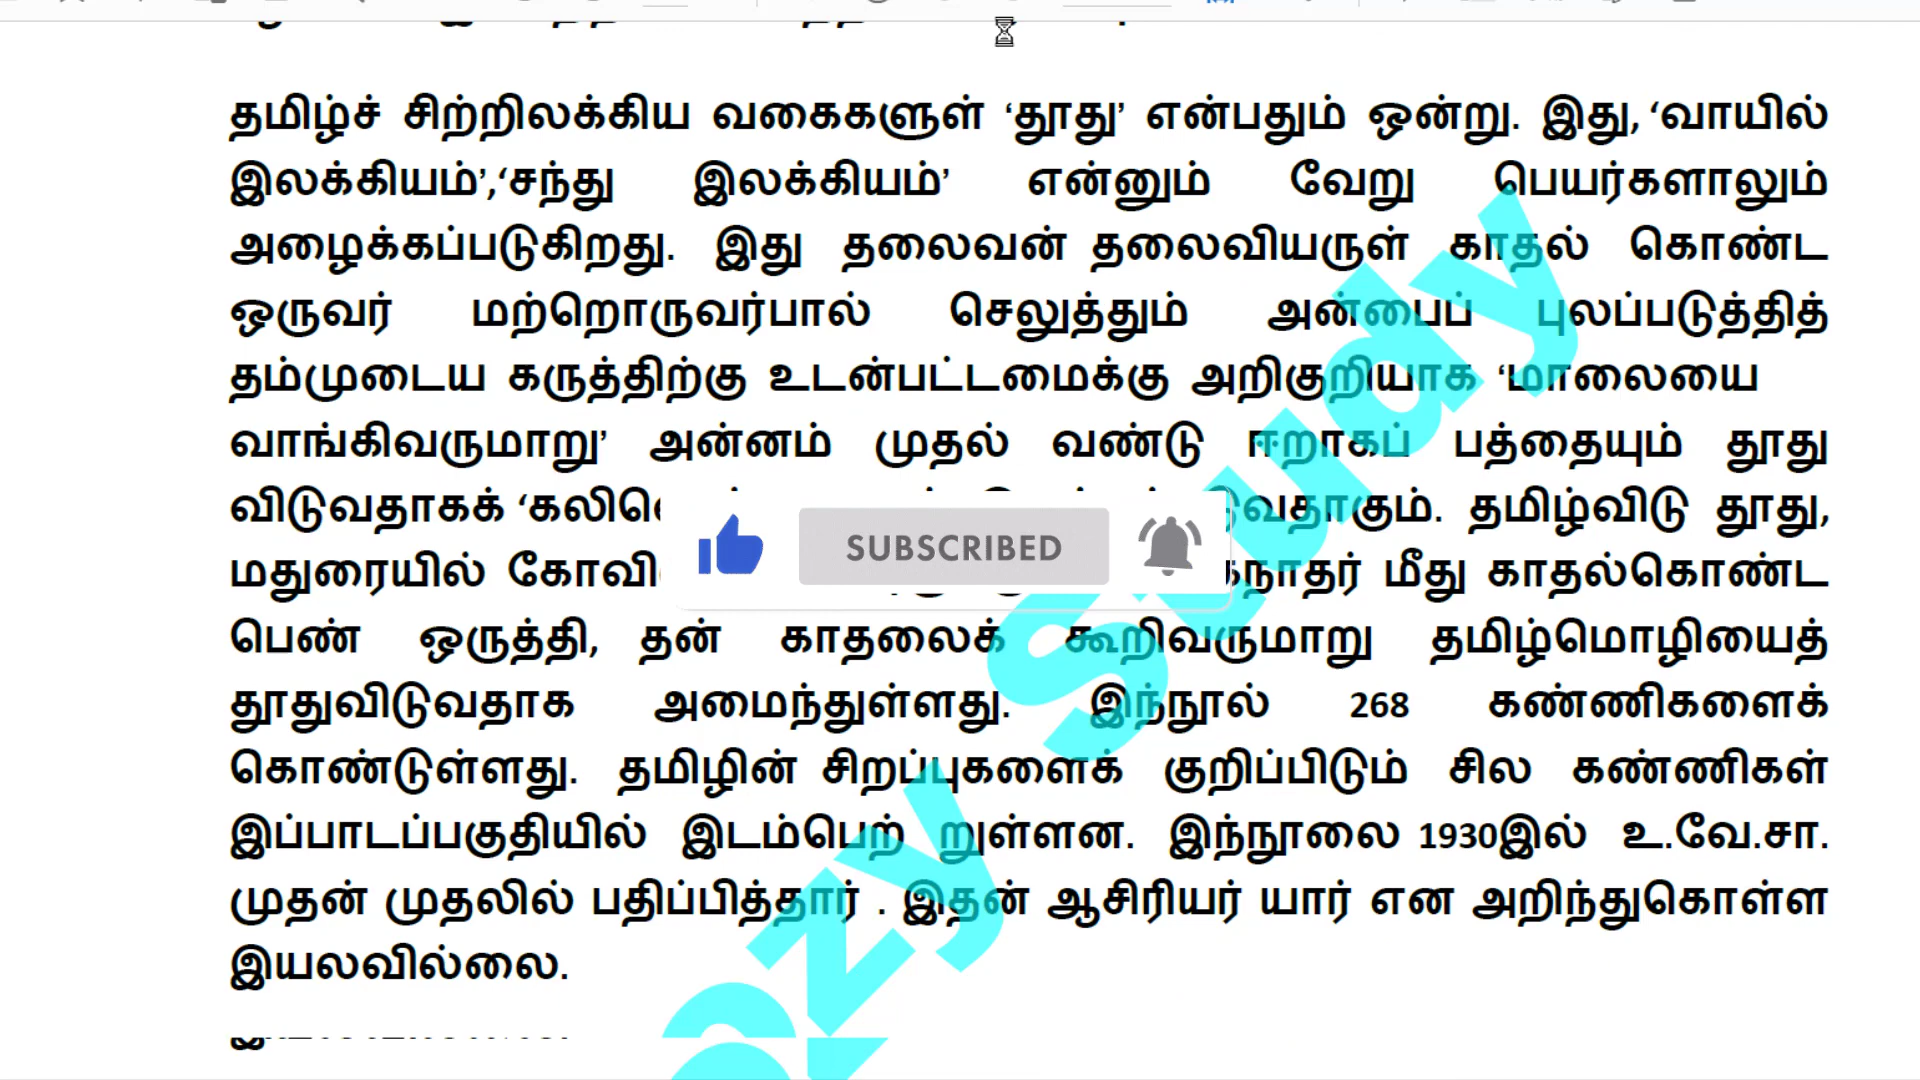 தமிழ்ச் சிற்றிலக்கிய வகைகளுள் ‘தூது’ என்பதும் ஒன்று. இது, ‘வாயில்
இலக்கியம்’,‘சந்து இலக்கியம்’ என்னும் வேறு பெயர்களாலும்
அழைக்கப்படுகிறது. இது தலைவன் தலைவியருள் காதல் கொண்ட
ஒருவர் மற்றொருவர்பால் செலுத்தும் அன்பைப் புலப்படுத்தித்
தம்முடைய கருத்திற்கு உடன்பட்டமைக்கு அறிகுறியாக ‘மாலையை
வாங்கிவருமாறு’ அன்னம் முதல் வண்டு ஈறாகப் பத்தையும் தூது
விடுவதாகக் தமிழ்விடு தூது,
மதுரையில் மீது காதல்கொண்ட
SUBSCRIBED
பெண் ஒருத்தி, தன் காதலைக் கூறிவருமாறு தமிழ்மொழியைத்
தூதுவிடுவதாக அமைந்துள்ளது. இந்நூல் 268 கண்ணிகளைக்
கொண்டுள்ளது. தமிழின் சிறப்புகளைக் குறிப்பிடும் சில கண்ணிகள்
இப்பாடப்பகுதியில் இடம்பெற் றுள்ளன. இந்நூலை 1930இல் உ.வே.சா.
முதன் முதலில் பதிப்பித்தார் . இதன் ஆசிரியர் யார் என அறிந்துகொள்ள
இயலவில்லை.